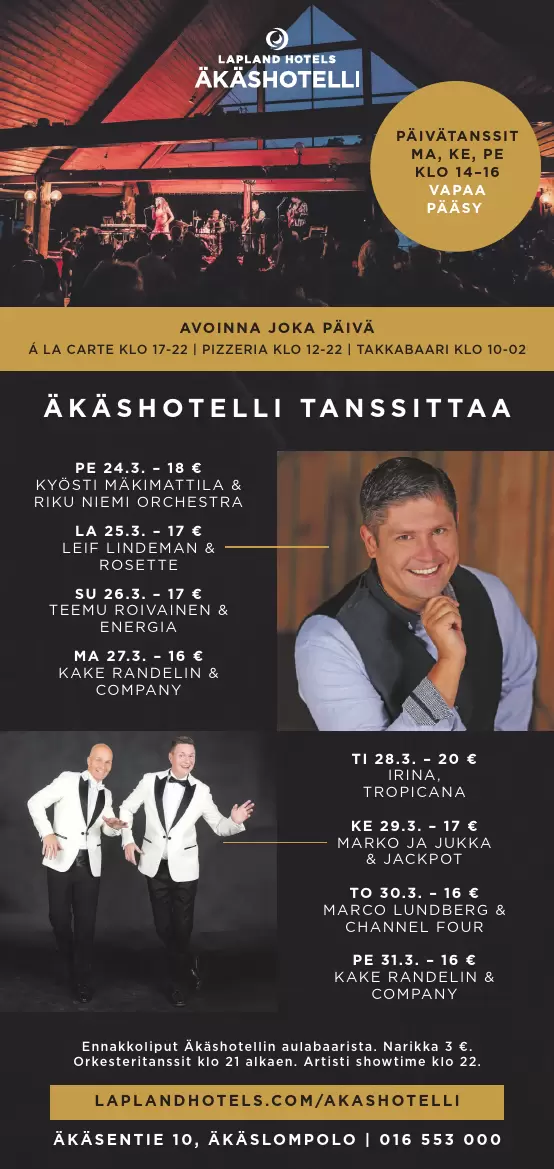 LAPLAND HOTELS
ÄKÄSHOTELLI
PÄIVÄTANSSIT
MA, KE, PE
KLO 14–16
VAPAA
PÄÄSY
AVOINNA JOKA PÄIVÄ
Á LA CARTE KLO 17-22 | PIZZERIA KLO 12-22 | TAKKABAARI KLO 10-02
ÄKÄSHOTELLI TANSSITTAA
PE 24.3. – 18 €
KYÖSTI MÄKIMATTILA &
RIKU NIEMI ORCHESTRA
LA 25.3. – 17 €
LEIF LINDEMAN &
ROSETTE
SU 26.3. – 17 €
TEEMU ROIVAINEN &
ENERGIA
MA 27.3. – 16 €
KAKE RANDELIN &
COMPANY
TI 28.3. – 20 €
IRINA,
TROPICANA
KE 29.3. – 17 €
MARKO JA JUKKA
& JACKPOT
TO 30.3. – 16 €
MARCO LUNDBERG &
CHANNEL FOUR
PE 31.3. – 16 €
KAKE RANDELIN &
COMPANY
Ennakkoliput Äkäshotellin aulabaarista. Narikka 3 €.
Orkesteritanssit klo 21 alkaen. Artisti showtime klo 22.
LAPLANDHOTELS.COM/AKASHOTELLI
ÄKÄSENTIE 10, ÄKÄSLOMPOLO | 016 553 000